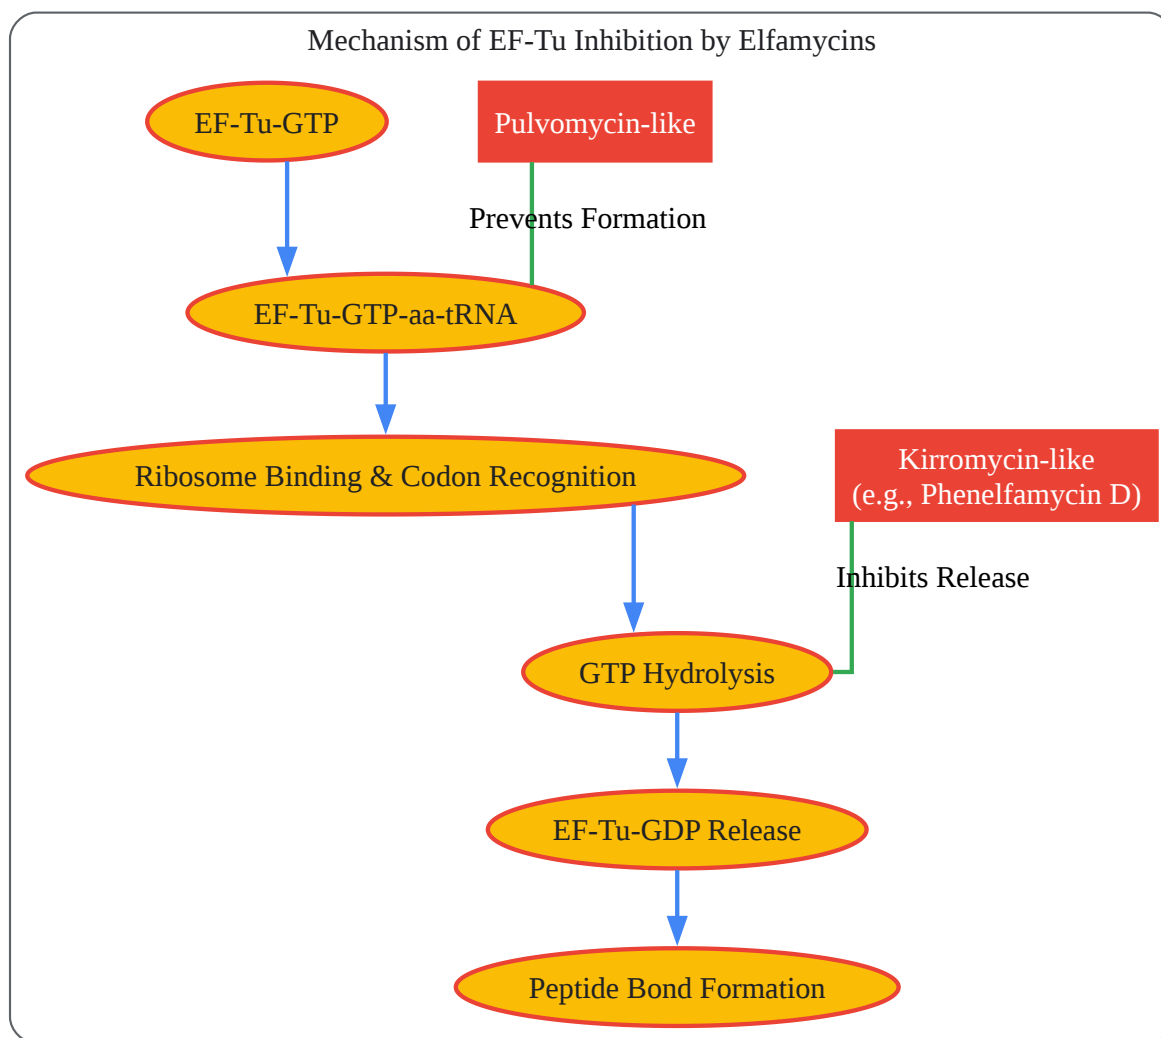 Mechanism of EF-Tu Inhibition by Elfamycins
EF-Tu-GTP
Pulvomycin-like
Prevents Formation
EF-Tu-GTP-aa-tRNA
Ribosome Binding & Codon Recognition
Kirromycin-like
(e.g., Phenelfamycin D)
Inhibits Release
GTP Hydrolysis
EF-Tu-GDP Release
Peptide Bond Formation